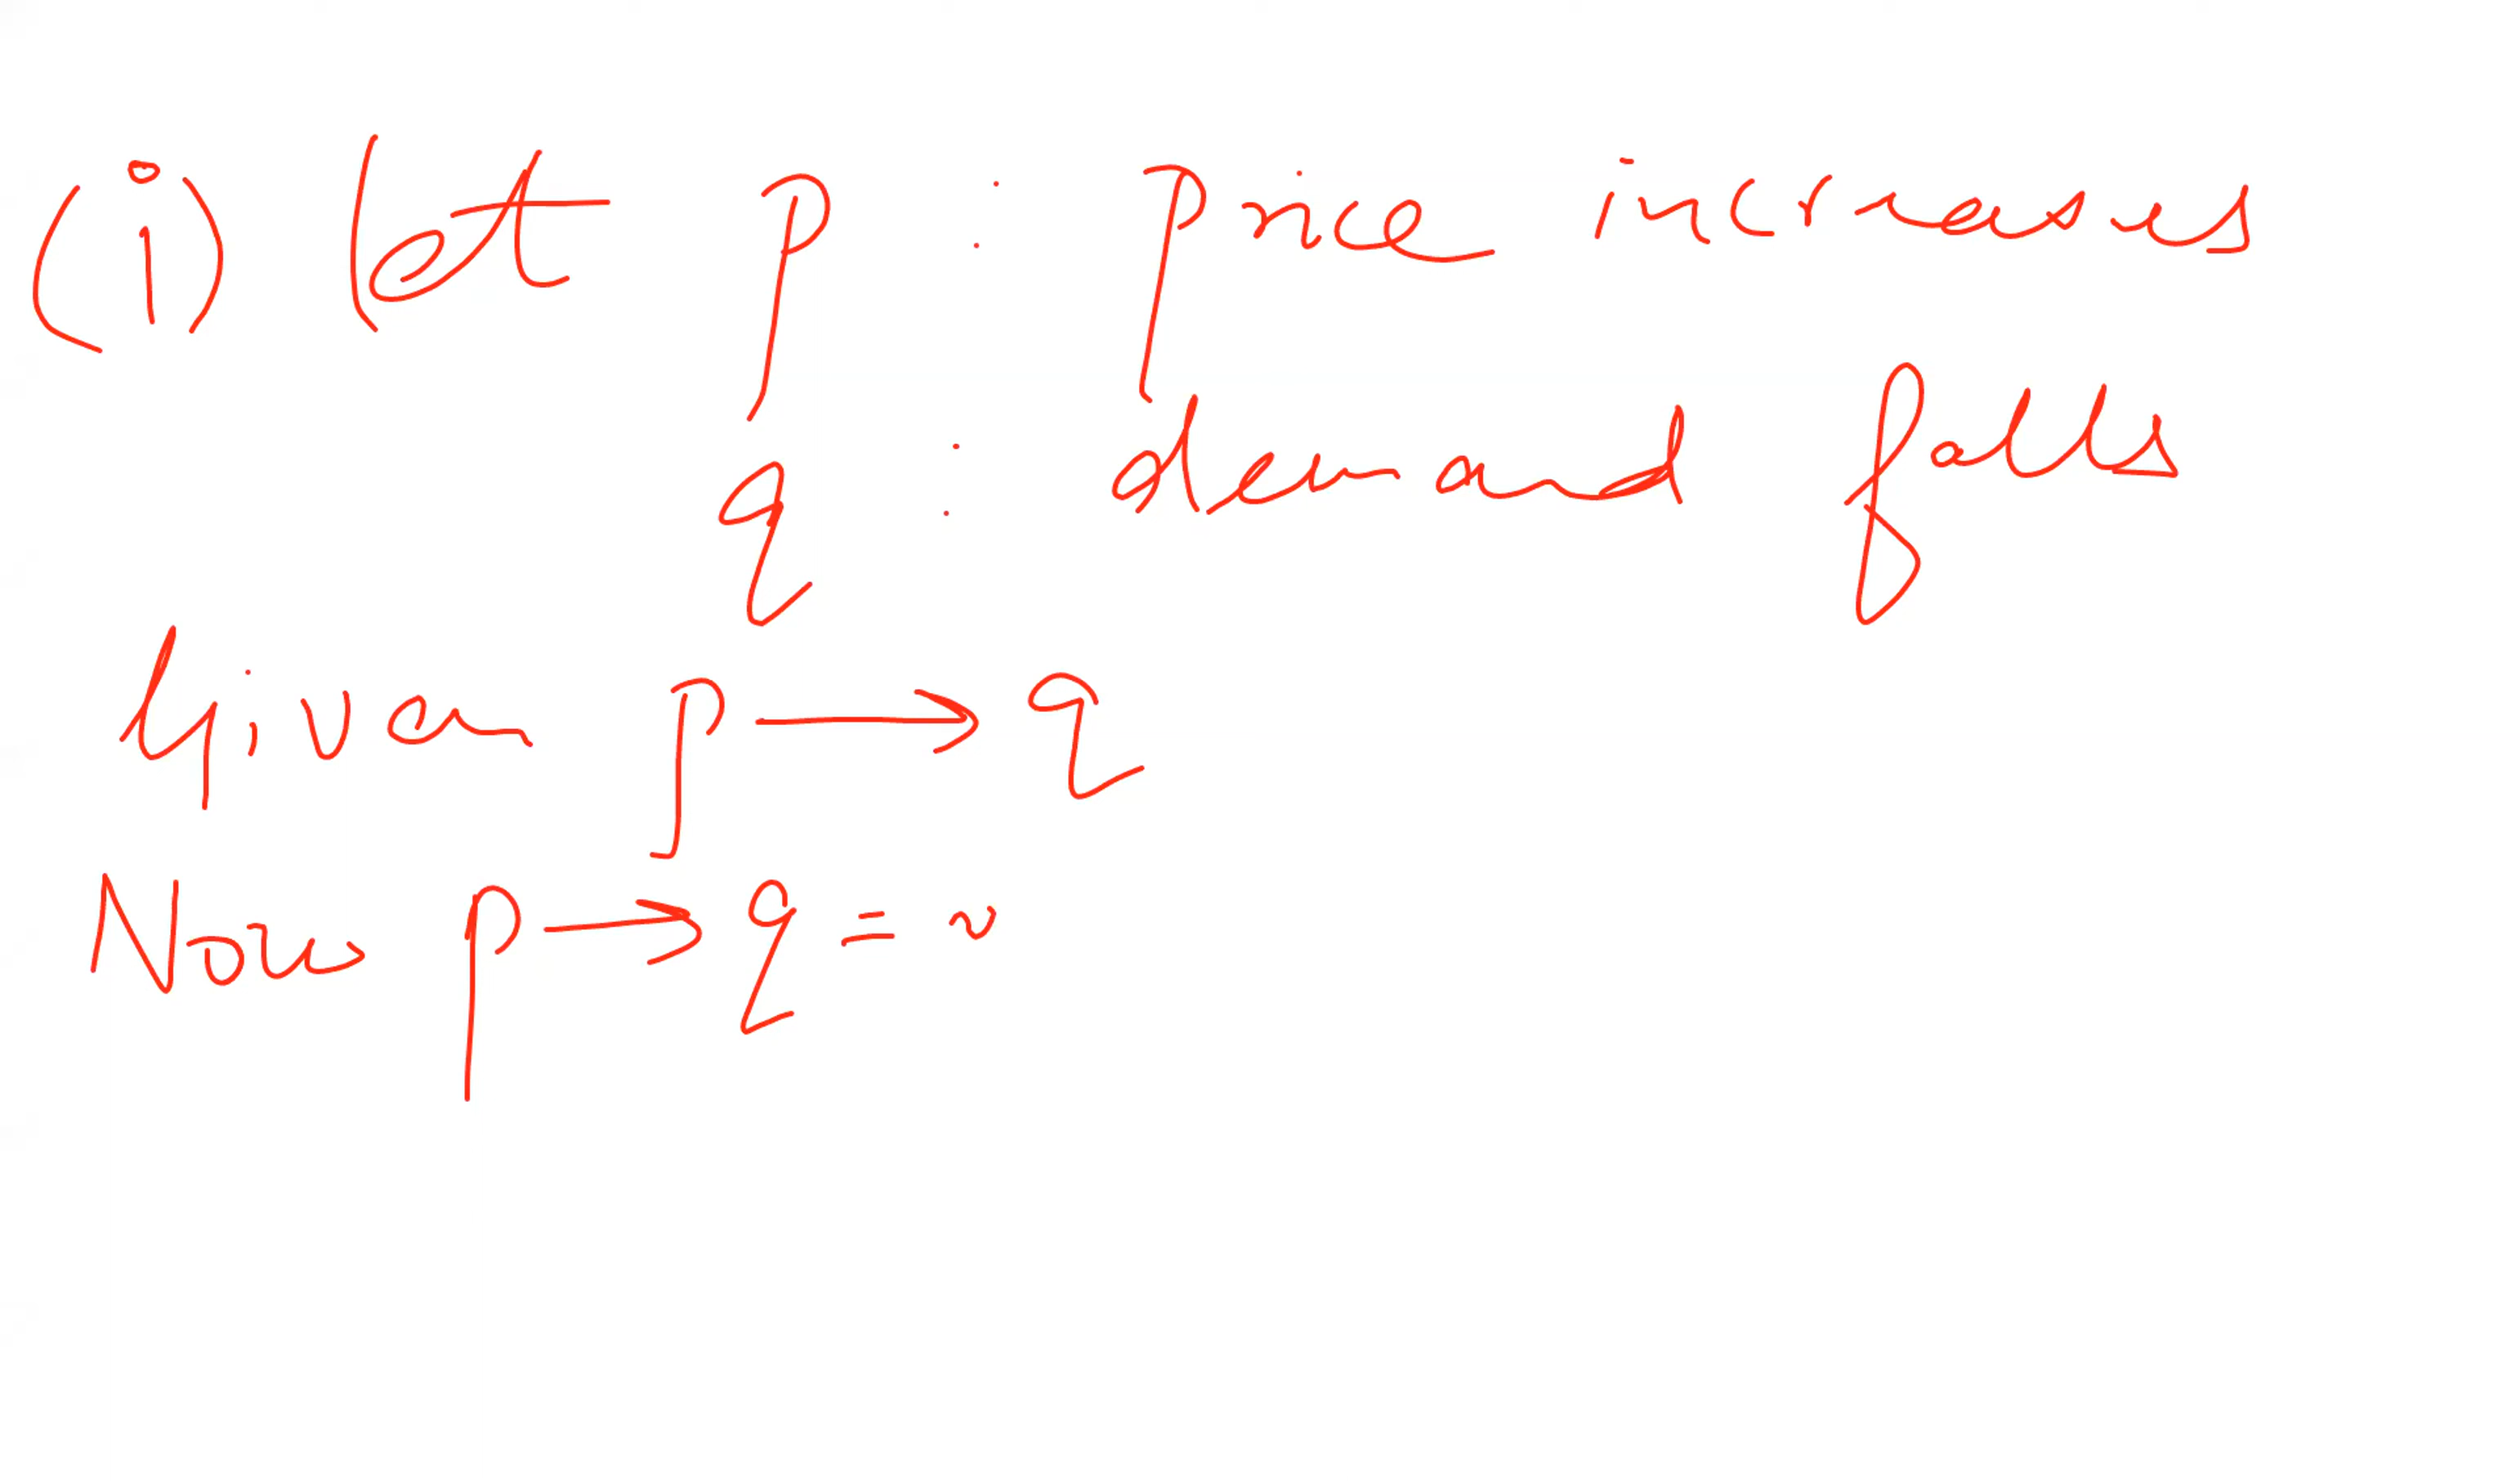 (i) let p : price increases
q : demand falls
Given p → q
Now p → q = ~